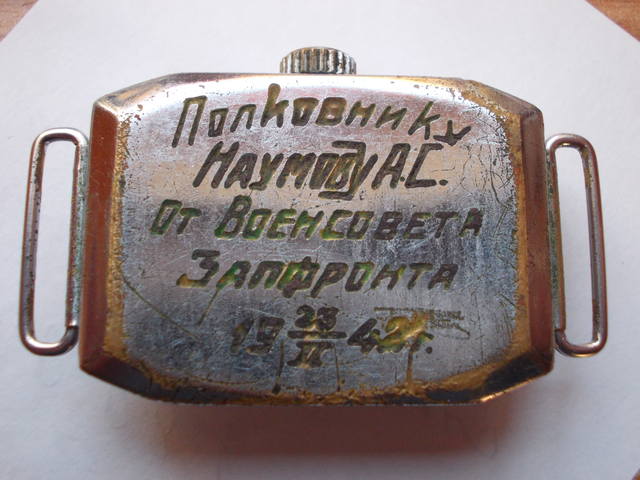 Полковнику
Наумову А.С.
От Военсовета
Запфронта
19 23/II 42г.